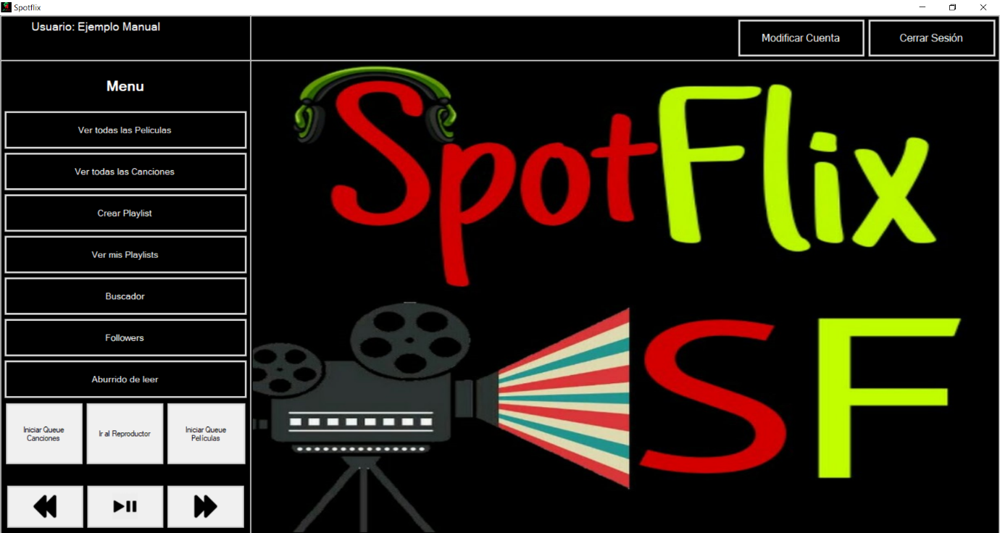 Spotflix
Usuario: Ejemplo Manual
Modificar Cuenta
Cerrar Sesión
Menu
Ver todas las Peliculas
Ver todas las Canciones
Crear Playlist
Ver mis Playlists
Buscador
Followers
Aburrido de leer
Iniciar Queue
Canciones
Ir al Reproductor
Iniciar Queue
Películas
SpotFlix
SF